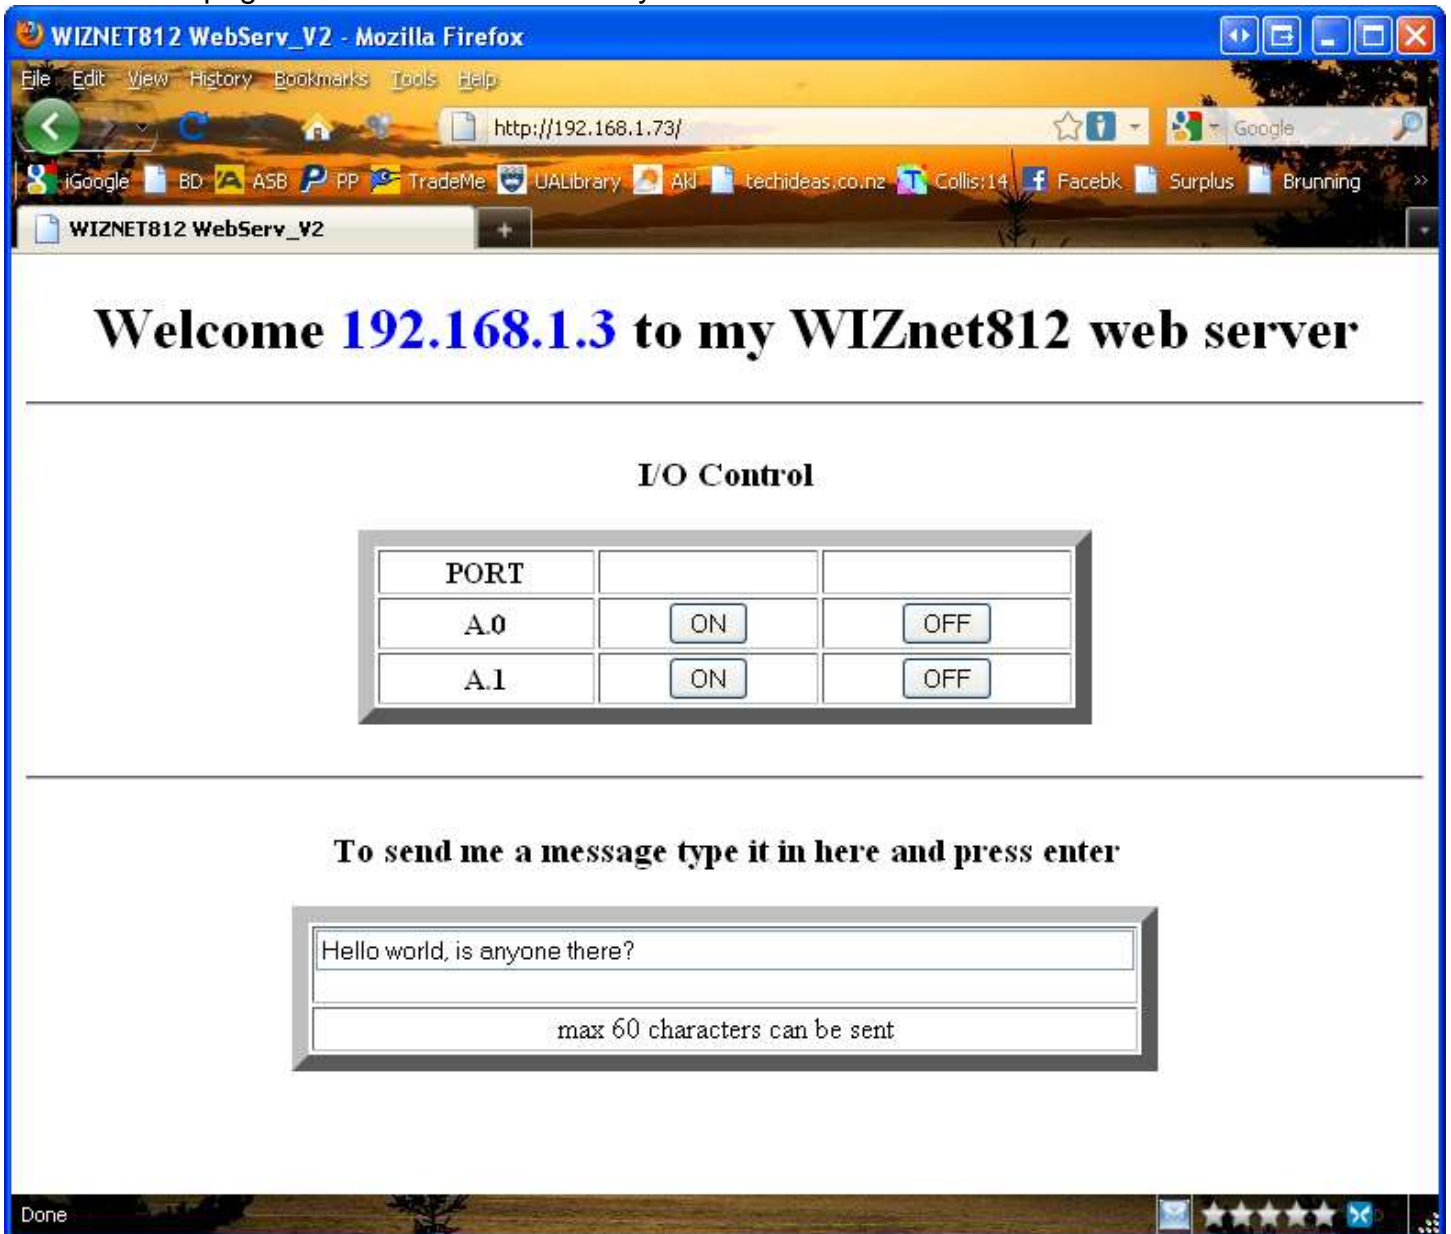 WIZNET812 WebServ_V2 - Mozilla Firefox
File Edit View History Bookmarks Tools Help
http://192.168.1.73/ Google
iGoogle BD ASB PP TradeMe UALibrary Akl techideas.co.nz Collis:14 Facebk Surplus Brunning »
WIZNET812 WebServ_V2 +
Welcome 192.168.1.3 to my WIZnet812 web server
I/O Control
PORT
A.0 ON OFF
A.1 ON OFF
To send me a message type it in here and press enter
Hello world, is anyone there?
max 60 characters can be sent
Done